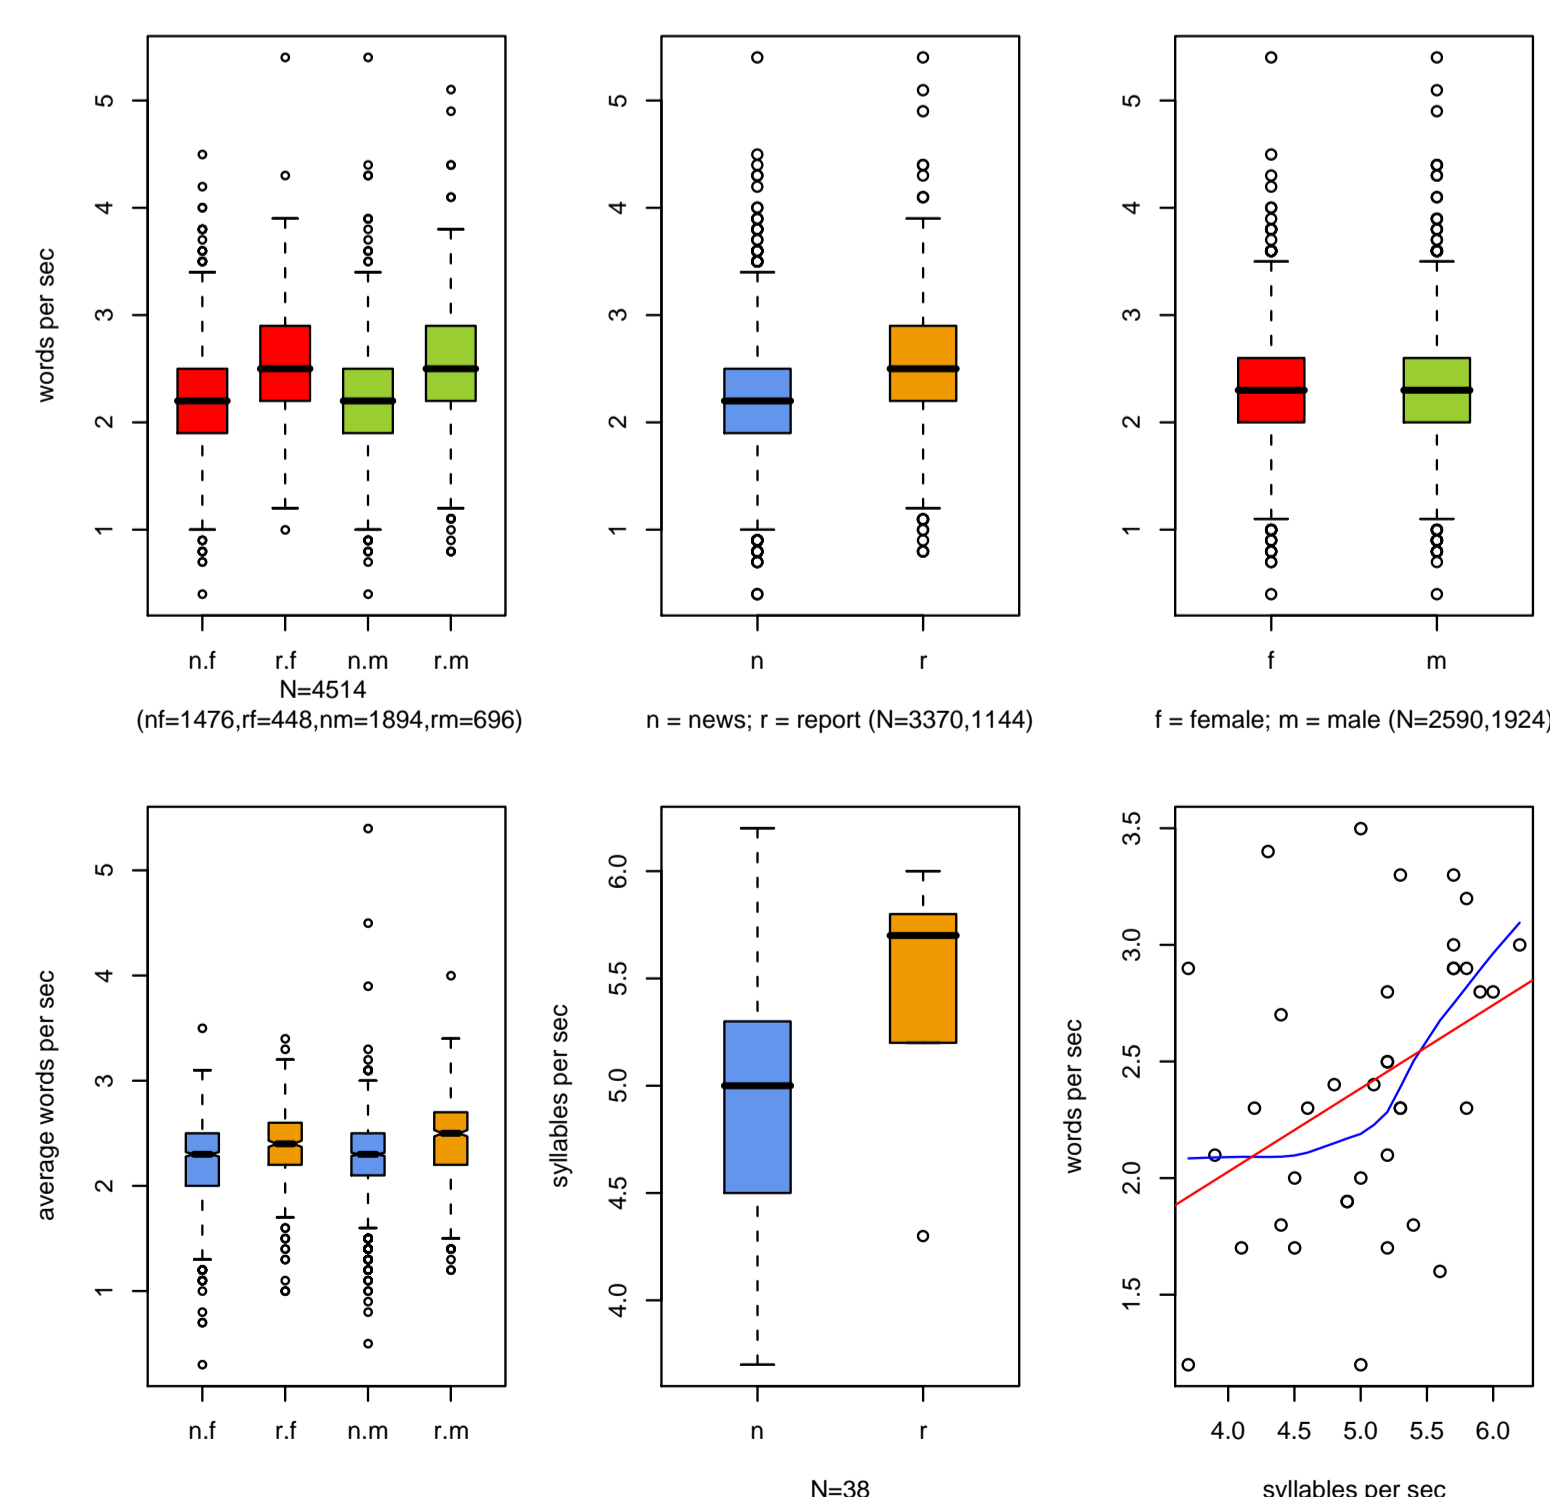 words per sec
5
4
3
2
1
n.f r.f n.m r.m
N=4514
(nf=1476,rf=448,nm=1894,rm=696)
5
4
3
2
1
n r
n = news; r = report (N=3370,1144)
5
4
3
2
1
f m
f = female; m = male (N=2590,1924)
average words per sec
5
4
3
2
1
n.f r.f n.m r.m
syllables per sec
6.0
5.5
5.0
4.5
4.0
n r
N=38
words per sec
3.5
3.0
2.5
2.0
1.5
4.0 4.5 5.0 5.5 6.0
syllables per sec